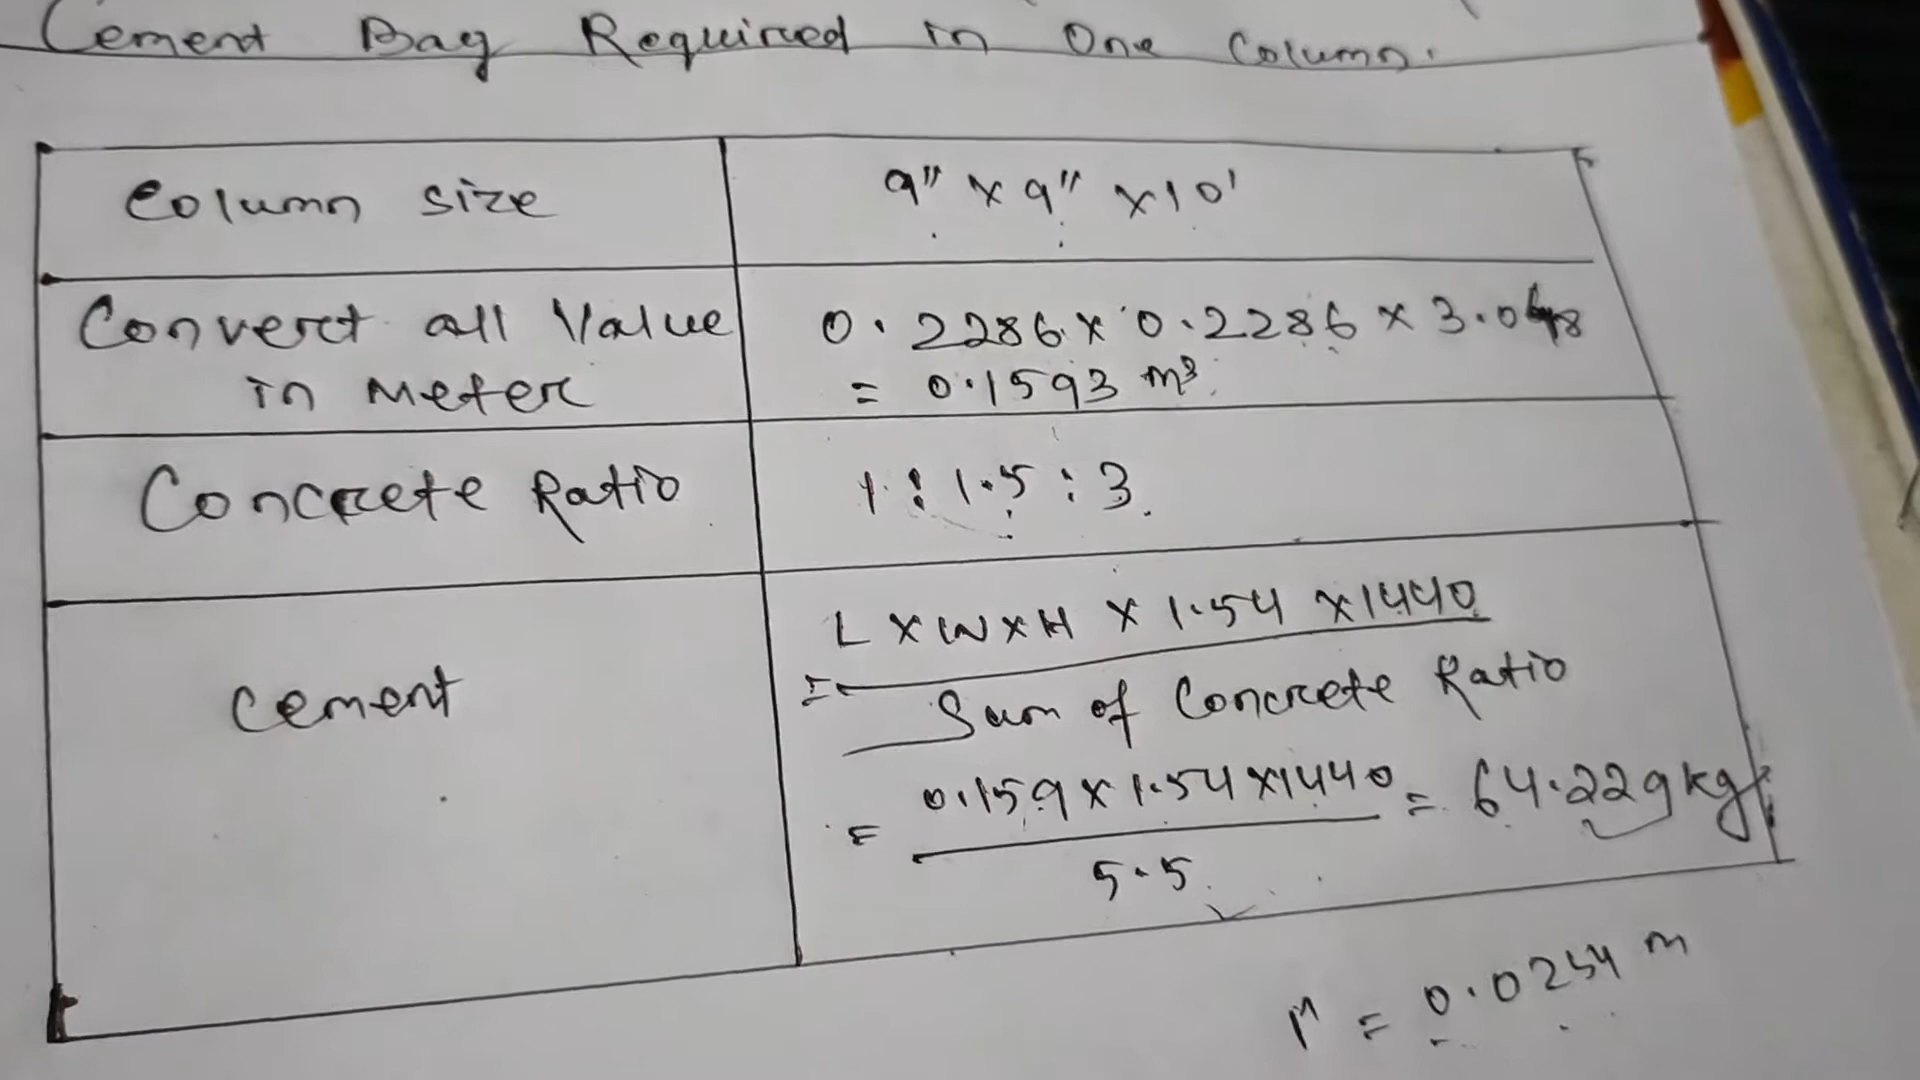 Cement Bag Required in One Column.
Column size
9" x 9" x 10'
Convert all Value
in Meter
0.2286 x 0.2286 x 3.048
= 0.1593 m³
Concrete Ratio
1 : 1.5 : 3
Cement
= L x W x H x 1.54 x 1440
Sum of Concrete Ratio
= 0.159 x 1.54 x 1440 = 64.229 kg
5.5
1" = 0.0254 m